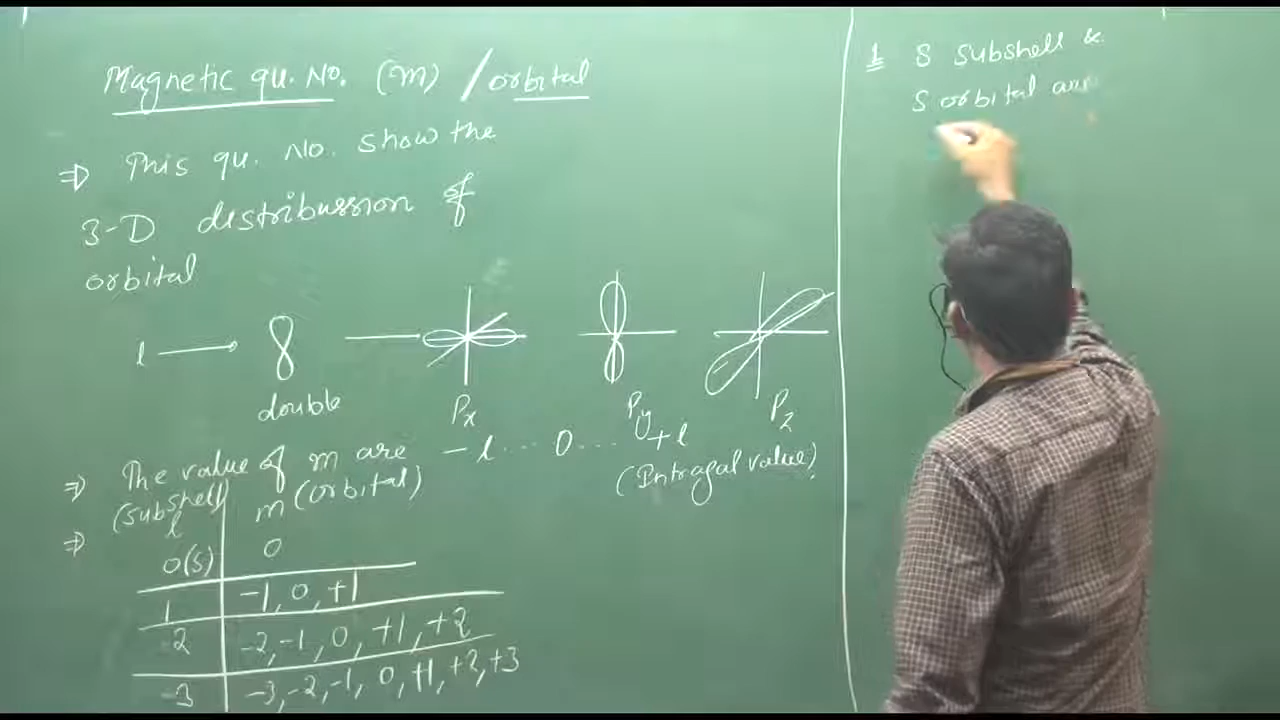 Magnetic qu. No. (m) / orbital
⇒ This qu. No. show the
3-D distribussion of
orbital
l → 8
double
Px
Py
Pz
⇒ The value of m are -l ... 0 ... +l
(Intragal value)
(subshell) m (orbital)
⇒ l
0(s) 0
1 -1, 0, +1
-2 -2, -1, 0, +1, +2
-3 -3, -2, -1, 0, +1, +2, +3
1 S subshell &
S orbital are